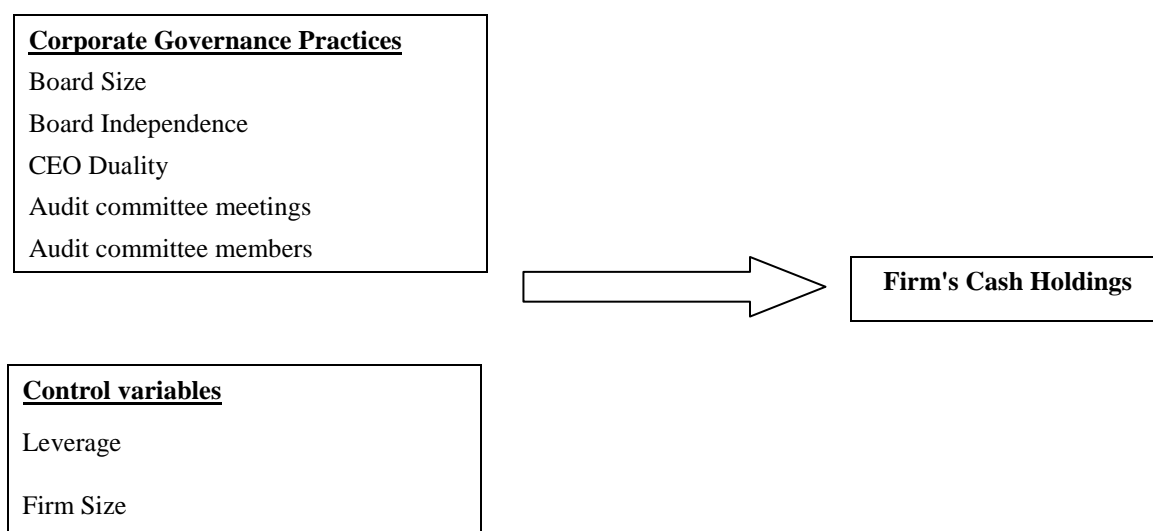 Corporate Governance Practices
Board Size
Board Independence
CEO Duality
Audit committee meetings
Audit committee members
Firm's Cash Holdings
Control variables
Leverage
Firm Size